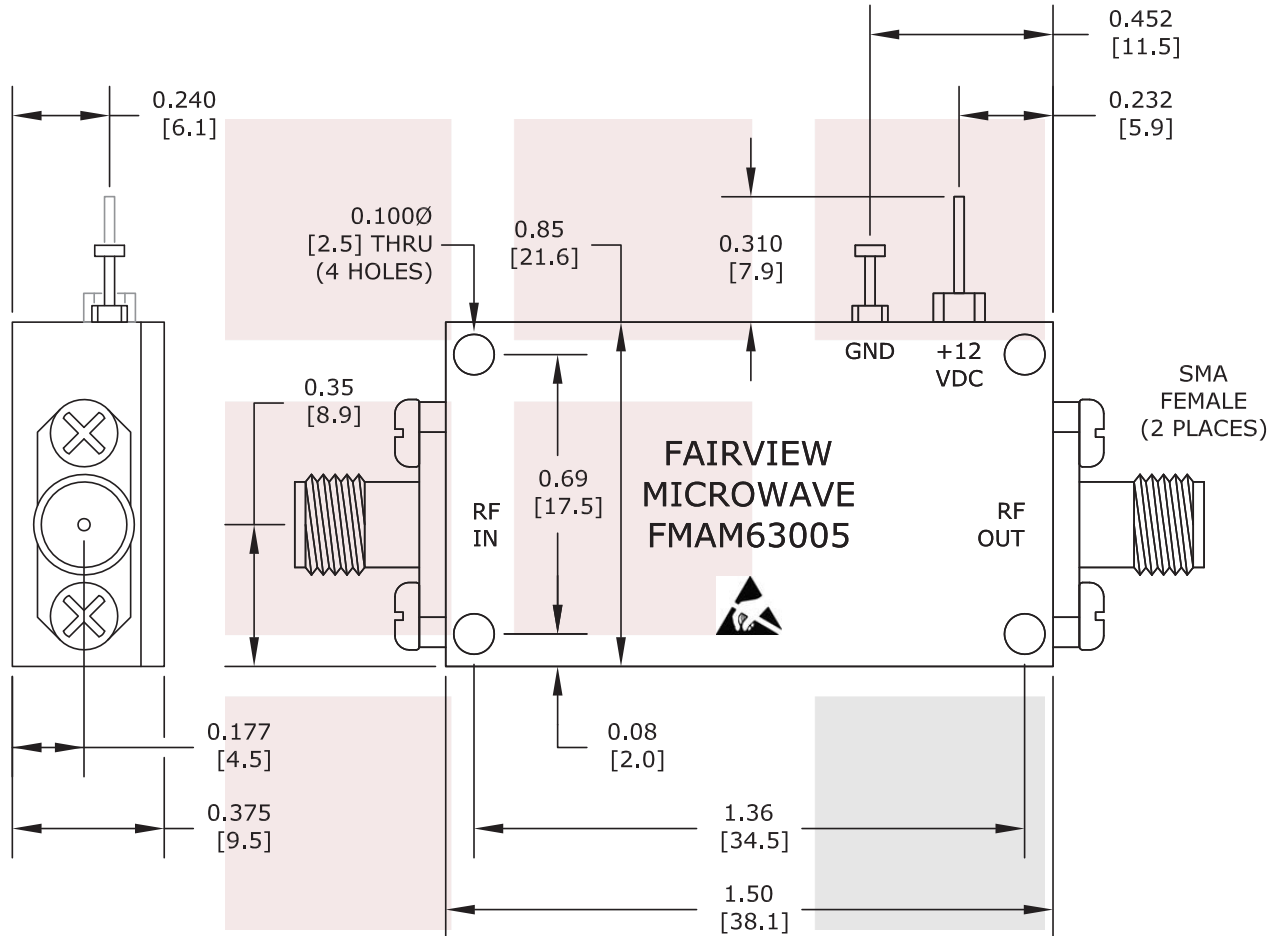 0.452
[11.5]
0.240
[6.1]
0.232
[5.9]
0.100Ø
[2.5] THRU
(4 HOLES)
0.85
[21.6]
0.310
[7.9]
GND
+12
VDC
SMA
FEMALE
(2 PLACES)
0.35
[8.9]
FAIRVIEW
MICROWAVE
FMAM63005
0.69
[17.5]
RF
IN
RF
OUT
0.177
[4.5]
0.08
[2.0]
0.375
[9.5]
1.36
[34.5]
1.50
[38.1]